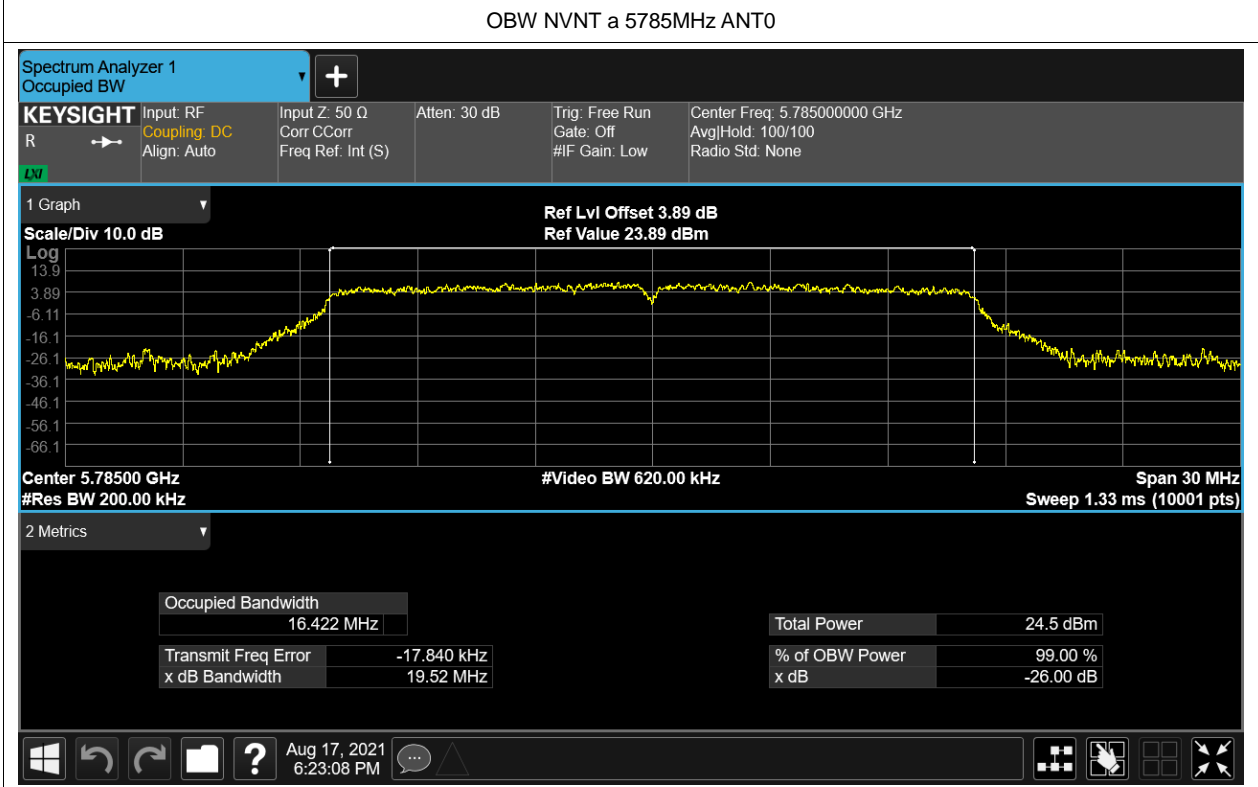 OBW NVNT a 5785MHz ANT0
Spectrum Analyzer 1
Occupied BW
KEYSIGHT
R
LXI
Input: RF
Coupling: DC
Align: Auto
Input Z: 50 Ω
Corr CCorr
Freq Ref: Int (S)
Atten: 30 dB
Trig: Free Run
Gate: Off
#IF Gain: Low
Center Freq: 5.785000000 GHz
Avg|Hold: 100/100
Radio Std: None
1 Graph
Scale/Div 10.0 dB
Ref Lvl Offset 3.89 dB
Ref Value 23.89 dBm
Log
13.9
3.89
-6.11
-16.1
-26.1
-36.1
-46.1
-56.1
-66.1
Center 5.78500 GHz
#Res BW 200.00 kHz
#Video BW 620.00 kHz
Span 30 MHz
Sweep 1.33 ms (10001 pts)
2 Metrics
Occupied Bandwidth
16.422 MHz
Transmit Freq Error -17.840 kHz
x dB Bandwidth 19.52 MHz
Total Power 24.5 dBm
% of OBW Power 99.00 %
x dB -26.00 dB
?
Aug 17, 2021
6:23:08 PM